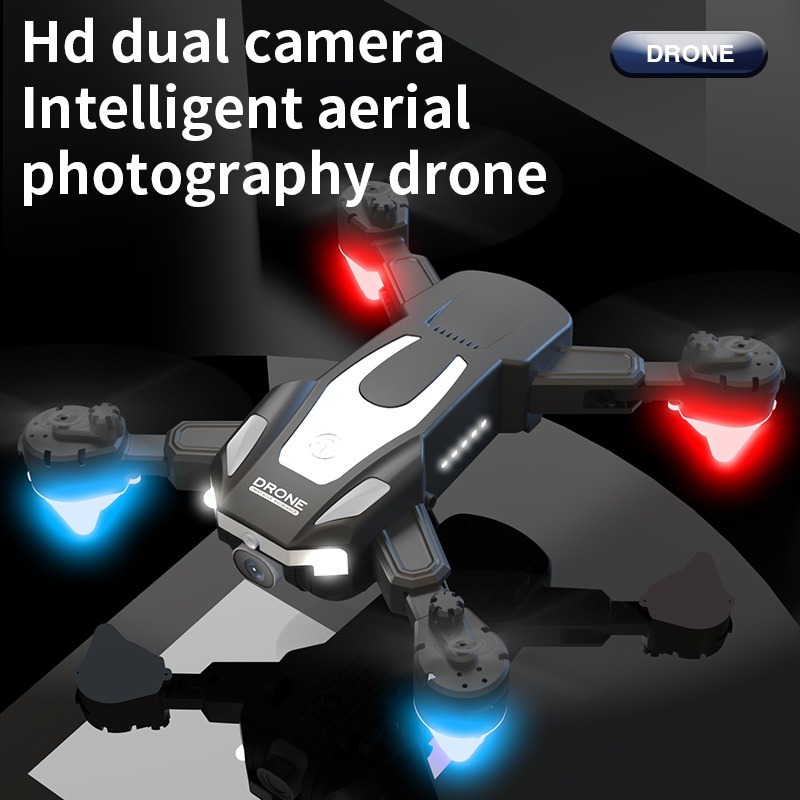 Hd dual camera
Intelligent aerial
photography drone
DRONE
DRONE